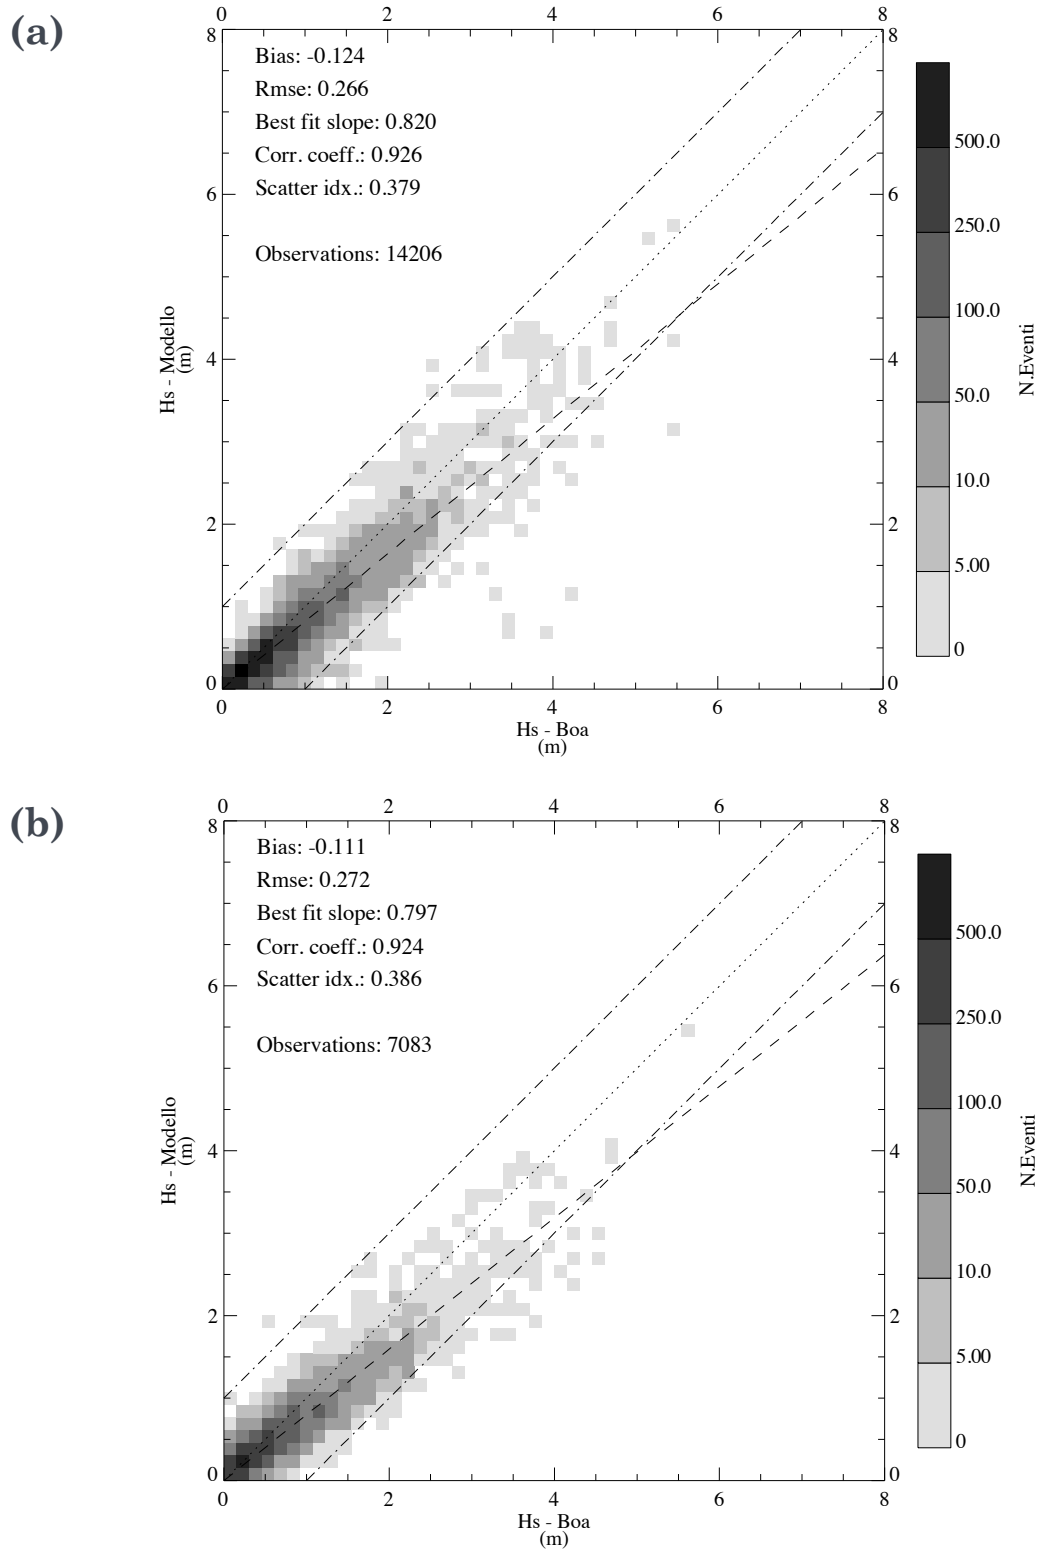 (a)
0 2 4 6 8
8 8
Bias: -0.124
Rmse: 0.266
Best fit slope: 0.820
Corr. coeff.: 0.926
Scatter idx.: 0.379
Observations: 14206
6 6
4 4
2 2
0 0
Hs - Modello
(m)
0 2 4 6 8
Hs - Boa
(m)
500.0
250.0
100.0
50.0
10.0
5.00
0
N.Eventi
(b)
0 2 4 6 8
8 8
Bias: -0.111
Rmse: 0.272
Best fit slope: 0.797
Corr. coeff.: 0.924
Scatter idx.: 0.386
Observations: 7083
6 6
4 4
2 2
0 0
Hs - Modello
(m)
0 2 4 6 8
Hs - Boa
(m)
500.0
250.0
100.0
50.0
10.0
5.00
0
N.Eventi